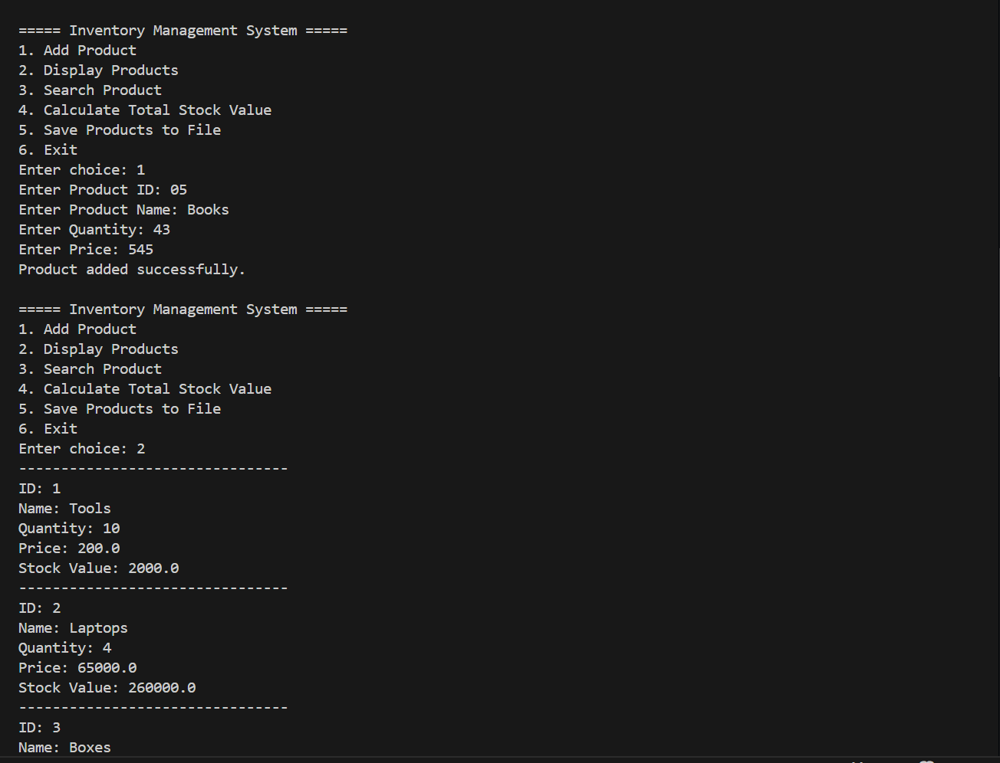 ===== Inventory Management System =====
1. Add Product
2. Display Products
3. Search Product
4. Calculate Total Stock Value
5. Save Products to File
6. Exit
Enter choice: 1
Enter Product ID: 05
Enter Product Name: Books
Enter Quantity: 43
Enter Price: 545
Product added successfully.
===== Inventory Management System =====
1. Add Product
2. Display Products
3. Search Product
4. Calculate Total Stock Value
5. Save Products to File
6. Exit
Enter choice: 2
--------------------------------
ID: 1
Name: Tools
Quantity: 10
Price: 200.0
Stock Value: 2000.0
--------------------------------
ID: 2
Name: Laptops
Quantity: 4
Price: 65000.0
Stock Value: 260000.0
--------------------------------
ID: 3
Name: Boxes